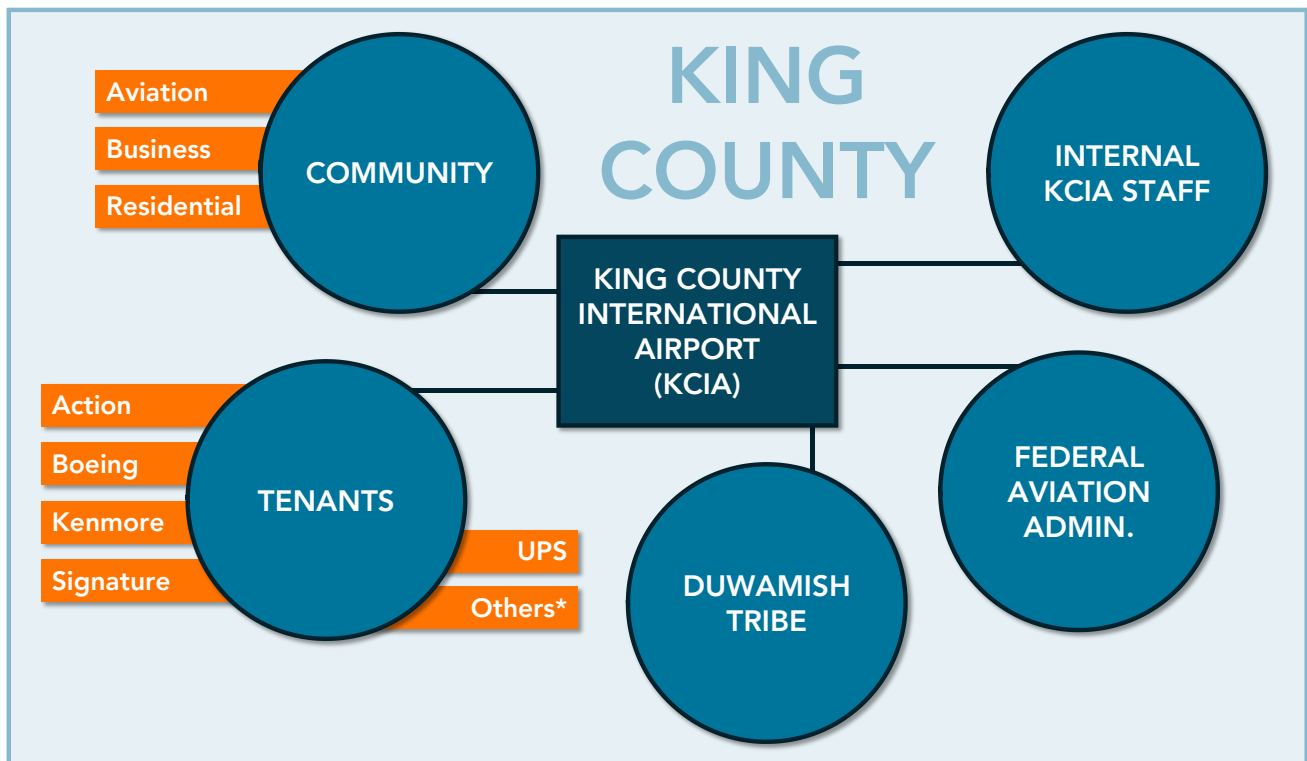 KING
COUNTY
Aviation
Business
Residential
COMMUNITY
INTERNAL
KCIA STAFF
KING COUNTY
INTERNATIONAL
AIRPORT
(KCIA)
Action
Boeing
Kenmore
Signature
TENANTS
UPS
Others*
DUWAMISH
TRIBE
FEDERAL
AVIATION
ADMIN.